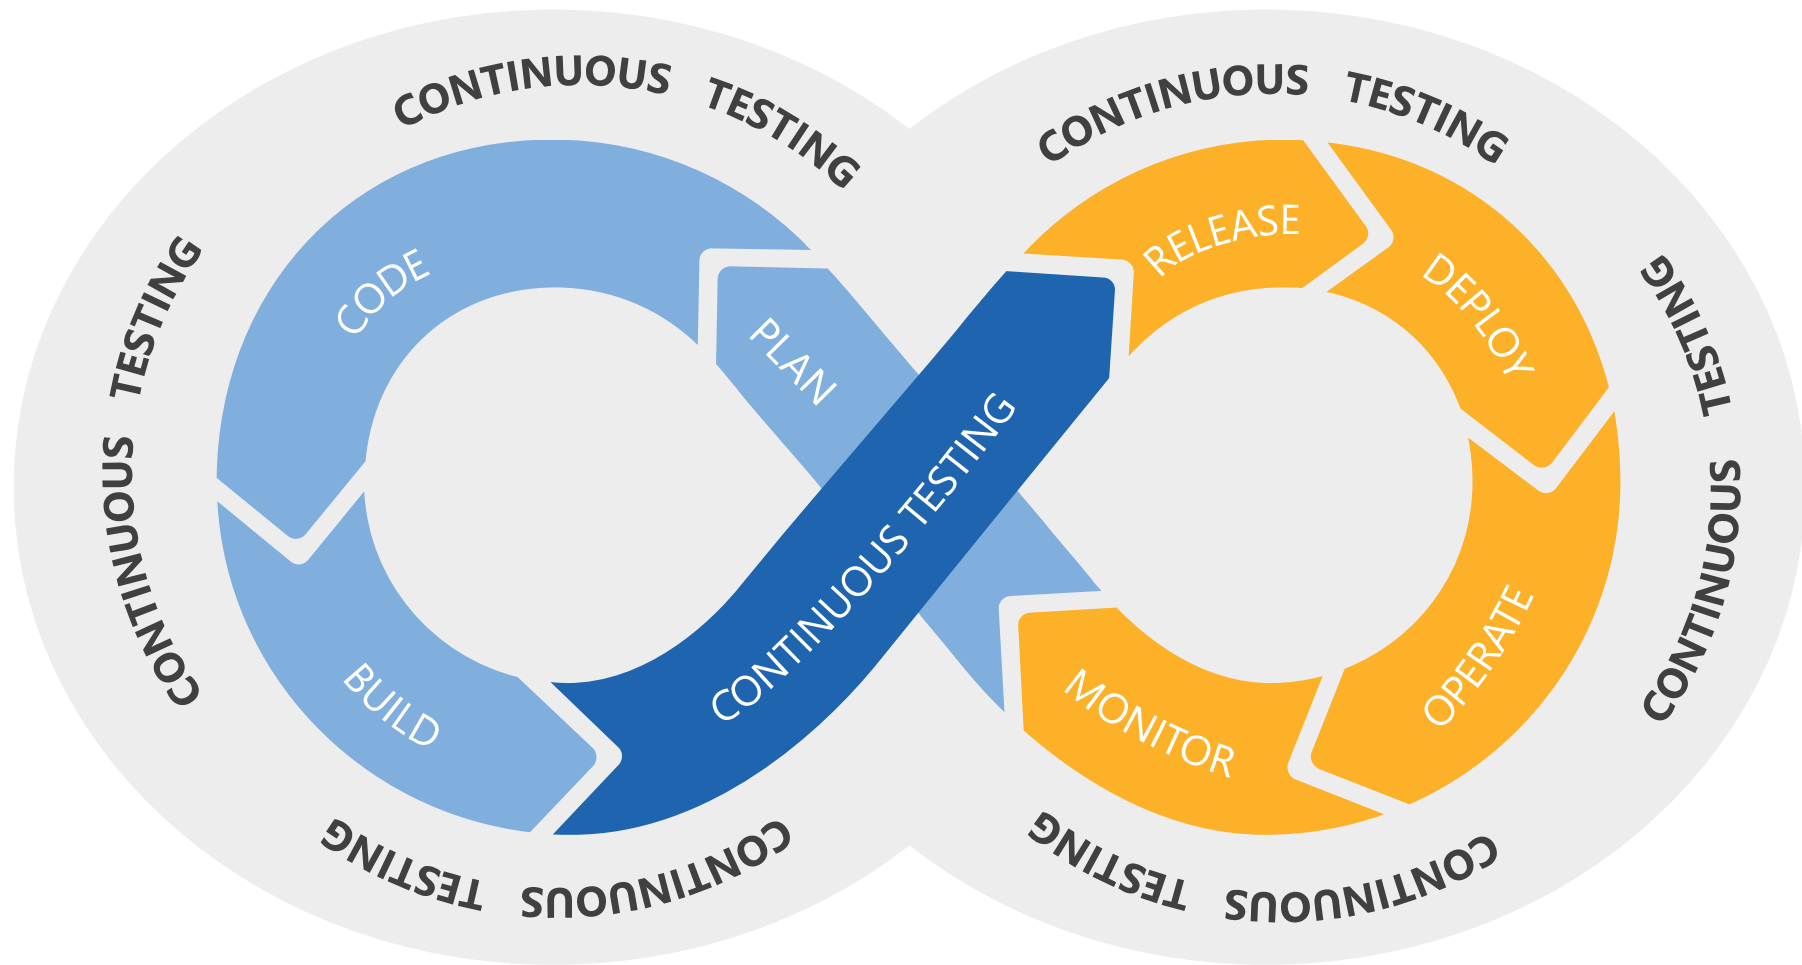 CONTINUOUS TESTING
CONTINUOUS TESTING
CONTINUOUS TESTING
CONTINUOUS TESTING
CONTINUOUS TESTING
CONTINUOUS TESTING
PLAN
CODE
BUILD
CONTINUOUS TESTING
RELEASE
DEPLOY
OPERATE
MONITOR